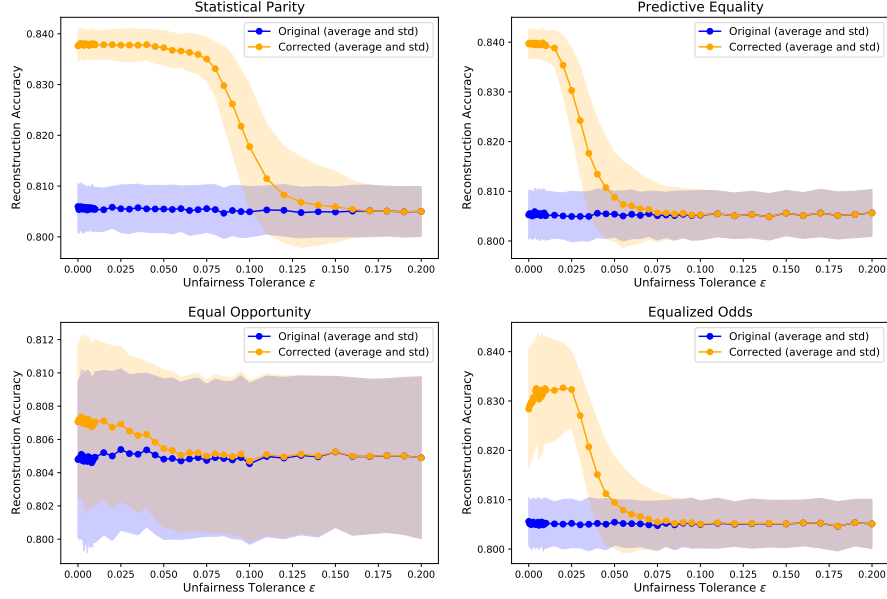 Statistical Parity
Reconstruction Accuracy
0.840
0.830
0.820
0.810
0.800
Original (average and std)
Corrected (average and std)
0.000 0.025 0.050 0.075 0.100 0.125 0.150 0.175 0.200
Unfairness Tolerance ε
Predictive Equality
Reconstruction Accuracy
0.840
0.830
0.820
0.810
0.800
Original (average and std)
Corrected (average and std)
0.000 0.025 0.050 0.075 0.100 0.125 0.150 0.175 0.200
Unfairness Tolerance ε
Equal Opportunity
Reconstruction Accuracy
0.812
0.810
0.808
0.806
0.804
0.802
0.800
Original (average and std)
Corrected (average and std)
0.000 0.025 0.050 0.075 0.100 0.125 0.150 0.175 0.200
Unfairness Tolerance ε
Equalized Odds
Reconstruction Accuracy
0.840
0.830
0.820
0.810
0.800
Original (average and std)
Corrected (average and std)
0.000 0.025 0.050 0.075 0.100 0.125 0.150 0.175 0.200
Unfairness Tolerance ε